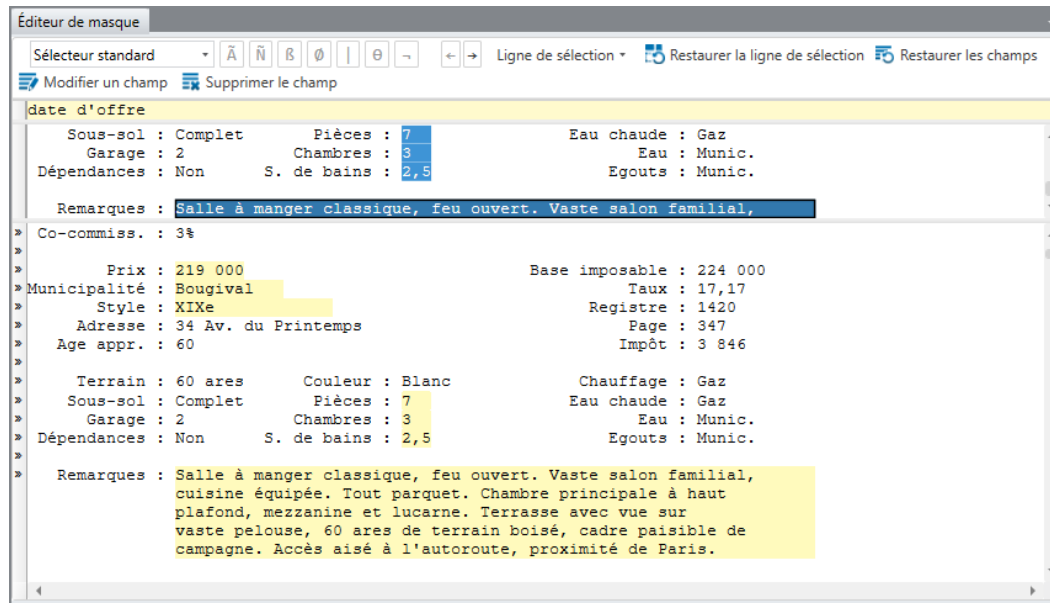 Éditeur de masque
Sélecteur standard Ã Ñ ß Ø | θ ¬ ← → Ligne de sélection Restaurer la ligne de sélection Restaurer les champs
Modifier un champ Supprimer le champ
date d'offre
Sous-sol : Complet Pièces : 7 Eau chaude : Gaz
Garage : 2 Chambres : 3 Eau : Munic.
Dépendances : Non S. de bains : 2,5 Egouts : Munic.
Remarques : Salle à manger classique, feu ouvert. Vaste salon familial,
» Co-commiss. : 3%
»
» Prix : 219 000 Base imposable : 224 000
» Municipalité : Bougival Taux : 17,17
» Style : XIXe Registre : 1420
» Adresse : 34 Av. du Printemps Page : 347
» Age appr. : 60 Impôt : 3 846
»
» Terrain : 60 ares Couleur : Blanc Chauffage : Gaz
» Sous-sol : Complet Pièces : 7 Eau chaude : Gaz
» Garage : 2 Chambres : 3 Eau : Munic.
» Dépendances : Non S. de bains : 2,5 Egouts : Munic.
»
» Remarques : Salle à manger classique, feu ouvert. Vaste salon familial,
cuisine équipée. Tout parquet. Chambre principale à haut
plafond, mezzanine et lucarne. Terrasse avec vue sur
vaste pelouse, 60 ares de terrain boisé, cadre paisible de
campagne. Accès aisé à l'autoroute, proximité de Paris.